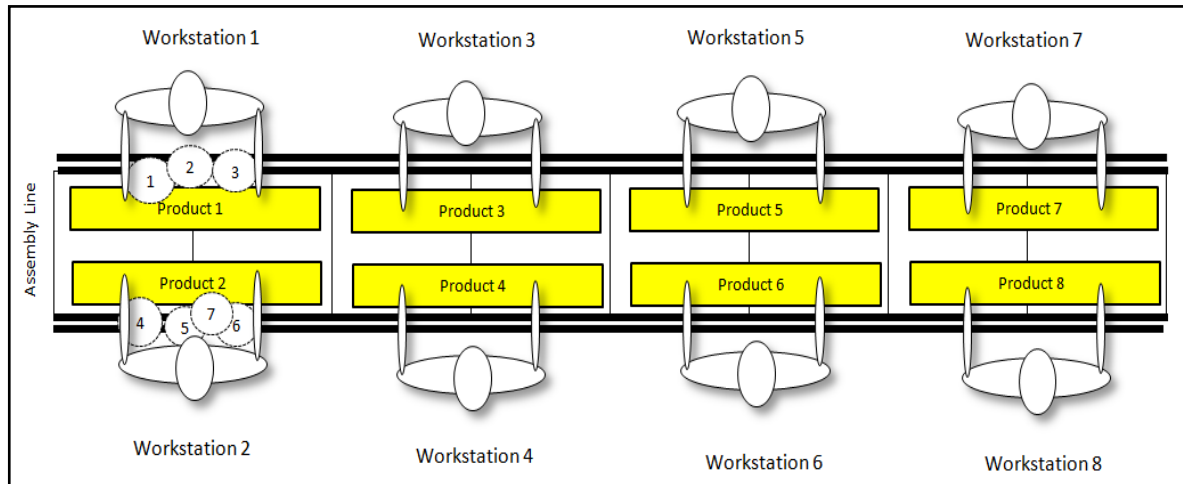 Workstation 1
Workstation 3
Workstation 5
Workstation 7
1
2
3
Product 1
Product 3
Product 5
Product 7
Assembly Line
Product 2
Product 4
Product 6
Product 8
4
5
7
6
Workstation 2
Workstation 4
Workstation 6
Workstation 8